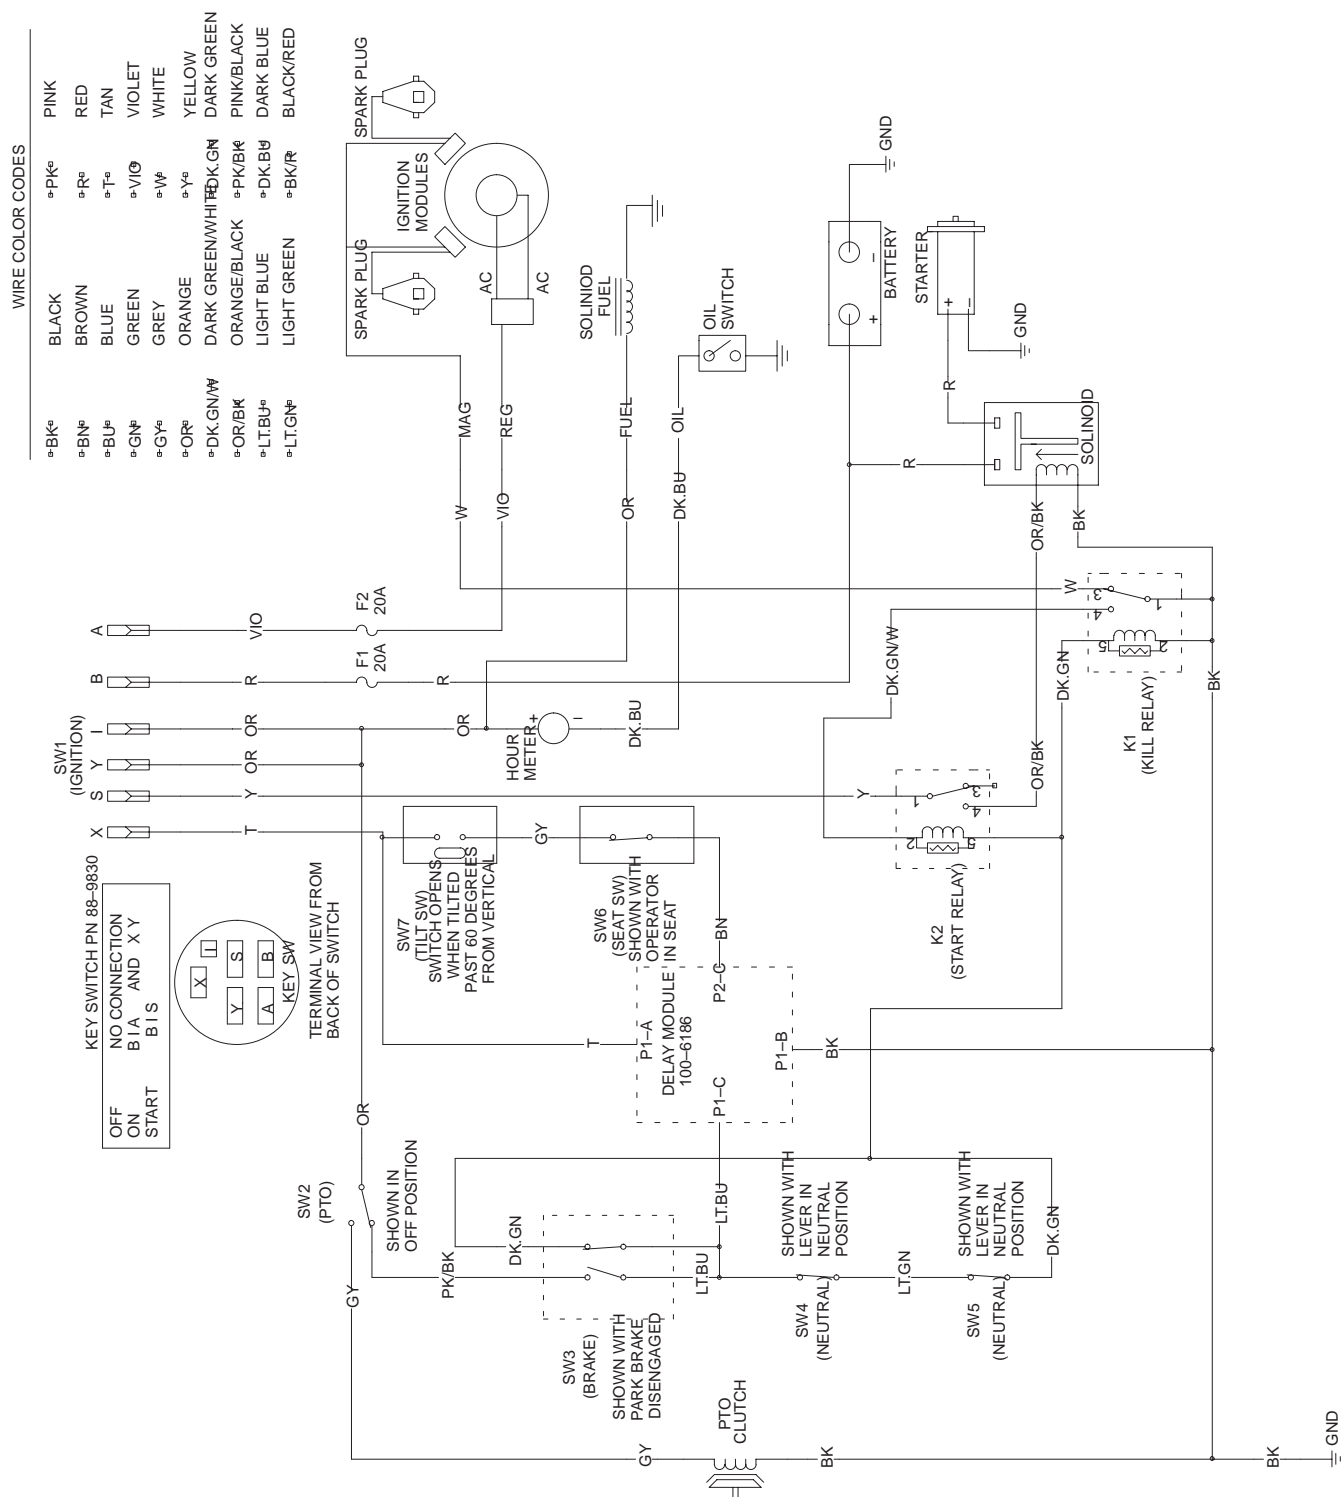 WIRE COLOR CODES
BK BLACK PK PINK
BN BROWN R RED
BU BLUE T TAN
GN GREEN VIO VIOLET
GY GREY W WHITE
OR ORANGE Y YELLOW
DK.GN/W DARK GREEN/WHITE DK.GN DARK GREEN
OR/BK ORANGE/BLACK PK/BK PINK/BLACK
LT.BU LIGHT BLUE DK.BU DARK BLUE
LT.GN LIGHT GREEN BK/R BLACK/RED
SW1
(IGNITION)
X
S
Y
I
B
A
T
Y
OR
OR
R
VIO
F1
20A
F2
20A
R
OR
W
MAG
VIO
REG
OR
FUEL
DK.BU
OIL
SPARK PLUG
SPARK PLUG
IGNITION
MODULES
AC
AC
SOLINIOD
FUEL
OIL
SWITCH
HOUR
METER
+
–
DK.BU
BATTERY
+
–
GND
STARTER
+
–
GND
R
R
SOLINOID
OR/BK
BK
W
3
4
1
5
2
K1
(KILL RELAY)
DK.GN/W
DK.GN
BK
OR/BK
Y
1
3
4
2
5
K2
(START RELAY)
KEY SWITCH PN 88–9830
OFF NO CONNECTION
ON B I A AND X Y
START B I S
X
I
Y
S
A
B
KEY SW
TERMINAL VIEW FROM
BACK OF SWITCH
SW7
(TILT SW)
SWITCH OPENS
WHEN TILTED
PAST 60 DEGREES
FROM VERTICAL
GY
SW6
(SEAT SW)
SHOWN WITH
OPERATOR
IN SEAT
BN
P2–C
P1–A
DELAY MODULE
100–6186
P1–C
P1–B
T
BK
OR
SW2
(PTO)
SHOWN IN
OFF POSITION
GY
PK/BK
DK.GN
LT.BU
LT.BU
SW3
(BRAKE)
SHOWN WITH
PARK BRAKE
DISENGAGED
SHOWN WITH
LEVER IN
NEUTRAL
POSITION
SW4
(NEUTRAL)
LT.GN
SHOWN WITH
LEVER IN
NEUTRAL
POSITION
SW5
(NEUTRAL)
DK.GN
GY
PTO
CLUTCH
BK
BK
GND